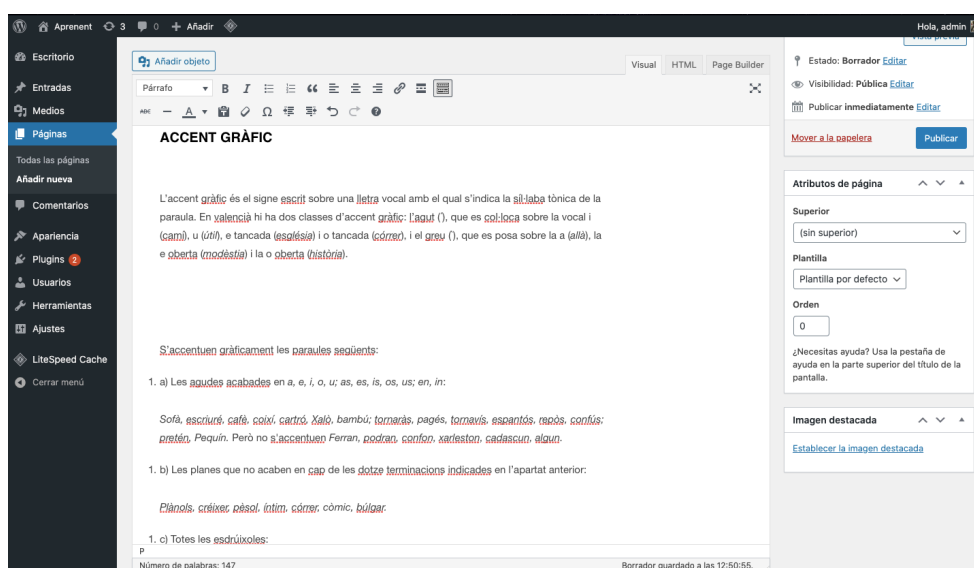 Aprenent 3 0 Añadir Hola, admin
Escritorio
Entradas
Medios
Páginas
Todas las páginas
Añadir nueva
Comentarios
Apariencia
Plugins 2
Usuarios
Herramientas
Ajustes
LiteSpeed Cache
Cerrar menú
Añadir objeto
Visual HTML Page Builder
Párrafo
ACCENT GRÀFIC
L'accent gràfic és el signe escrit sobre una lletra vocal amb el qual s'indica la síl·laba tònica de la
paraula. En valencià hi ha dos classes d'accent gràfic: l'agut (´), que es col·loca sobre la vocal i
(camí), u (útil), e tancada (església) i o tancada (córrer), i el greu (`), que es posa sobre la a (allà), la
e oberta (modèstia) i la o oberta (història).
S'accentuen gràficament les paraules següents:
1. a) Les agudes acabades en a, e, i, o, u; as, es, is, os, us; en, in:
Sofà, escriuré, cafè, coixí, cartró, Xaló, bambú; tornaràs, pagés, tornavís, espantós, repòs, confús;
pretén, Pequín. Però no s'accentuen Ferran, podran, confon, xarleston, cadascun, algun.
1. b) Les planes que no acaben en cap de les dotze terminacions indicades en l'apartat anterior:
Plànols, créixer, pèsol, íntim, córrer, còmic, búlgar.
1. c) Totes les esdrúixoles:
P
Número de palabras: 147 Borrador guardado a las 12:50:55.
Vista previa
Estado: Borrador Editar
Visibilidad: Pública Editar
Publicar inmediatamente Editar
Mover a la papelera Publicar
Atributos de página
Superior
(sin superior)
Plantilla
Plantilla por defecto
Orden
0
¿Necesitas ayuda? Usa la pestaña de
ayuda en la parte superior del título de la
pantalla.
Imagen destacada
Establecer la imagen destacada